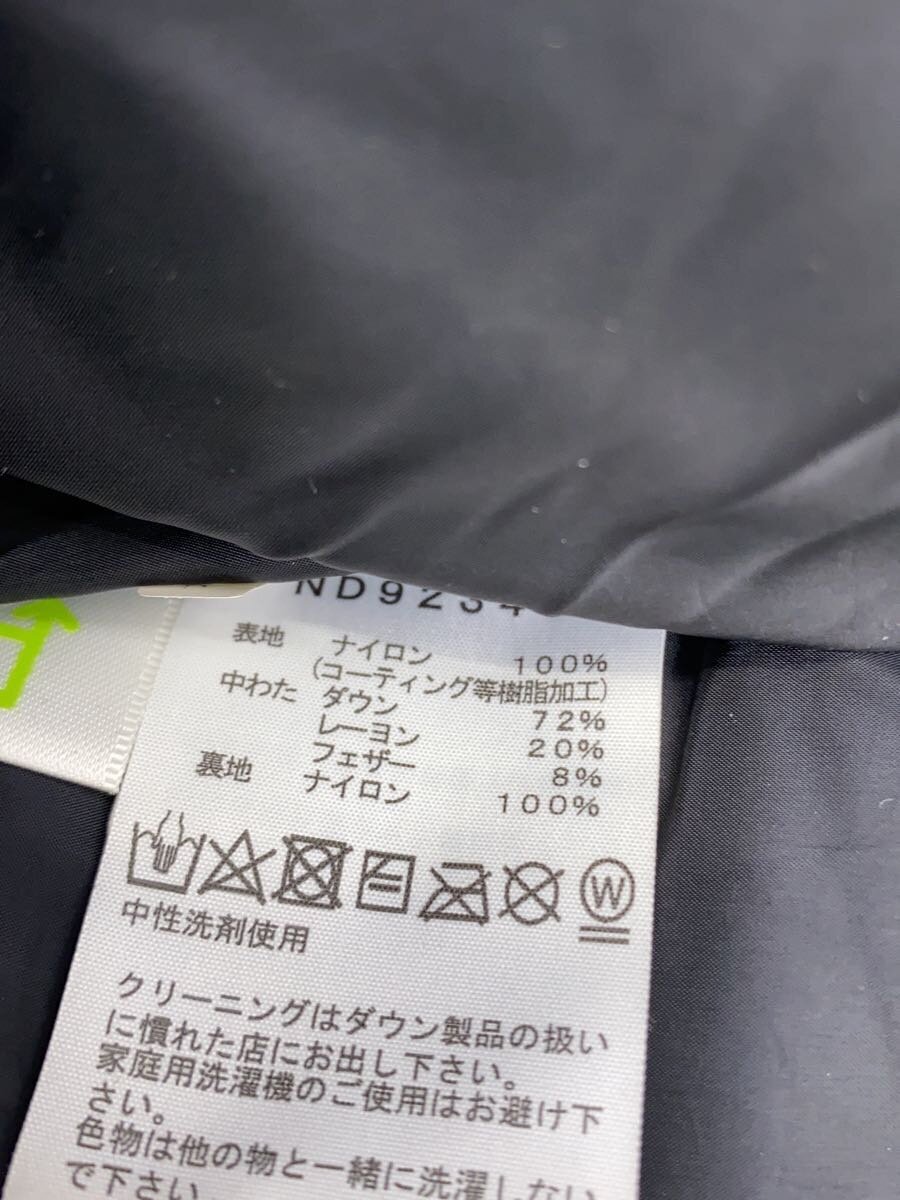 ND9234
表地 ナイロン 100%
(コーティング等樹脂加工)
中わた ダウン 72%
レーヨン 20%
フェザー 8%
裏地 ナイロン 100%
W
中性洗剤使用
クリーニングはダウン製品の扱い
に慣れた店にお出し下さい。
家庭用洗濯機のご使用はお避け下
さい。
色物は他の物と一緒に洗濯しない
で下さい。